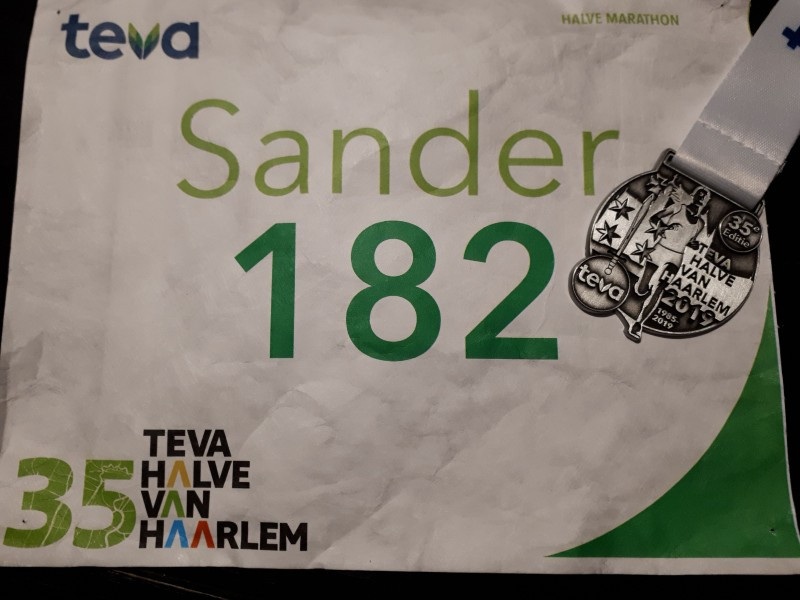 teva
HALVE MARATHON
Sander
182
35e
Editie
TEVA
HALVE
VAN
HAARLEM
2019
1985-
2019
teva
35
TEVA
HALVE
VAN
HAARLEM